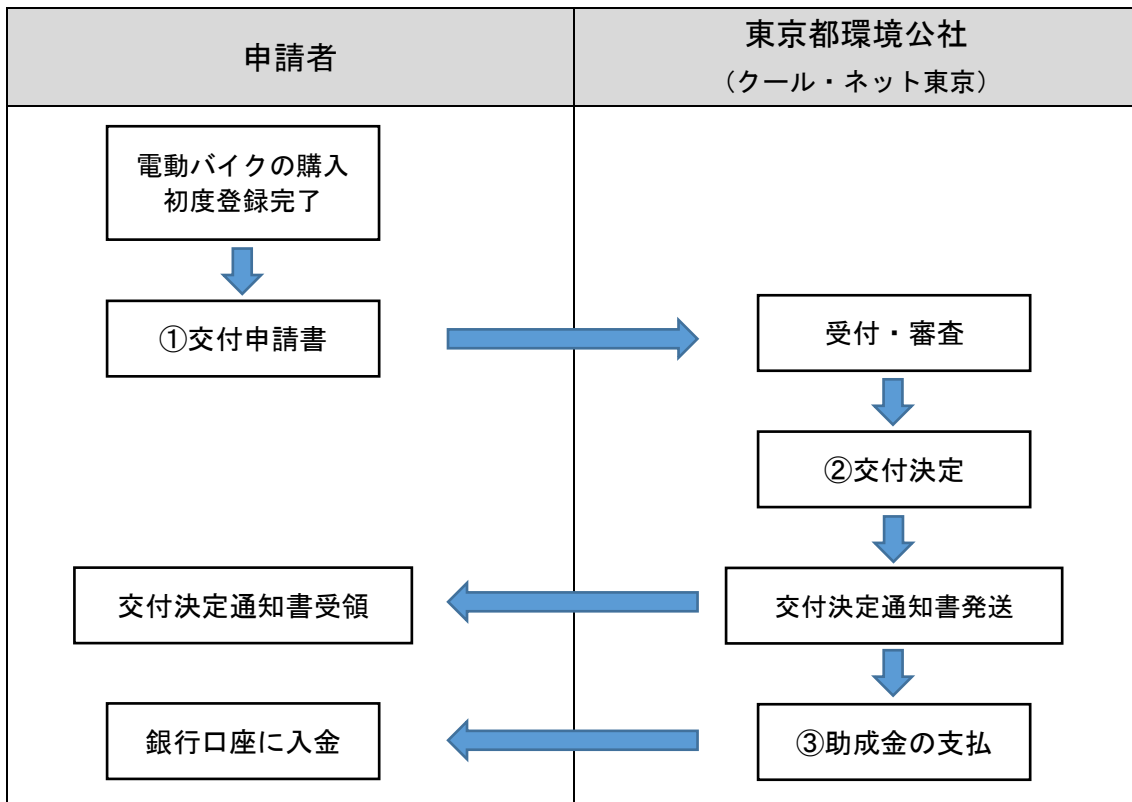 申請者
東京都環境公社
（クール・ネット東京）
電動バイクの購入
初度登録完了
①交付申請書
受付・審査
②交付決定
交付決定通知書受領
交付決定通知書発送
銀行口座に入金
③助成金の支払